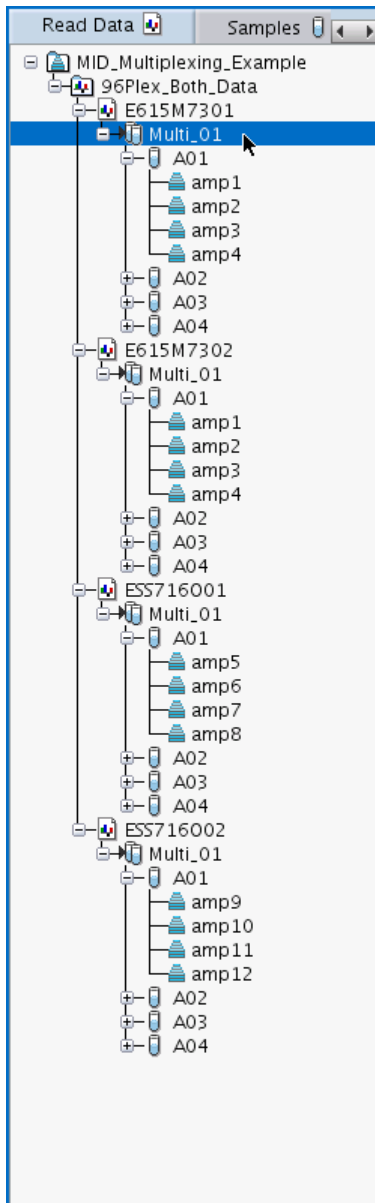 Read Data Samples
MID_Multiplexing_Example
96Plex_Both_Data
E615M7301
Multi_01
A01
amp1
amp2
amp3
amp4
A02
A03
A04
E615M7302
Multi_01
A01
amp1
amp2
amp3
amp4
A02
A03
A04
ESS716O01
Multi_01
A01
amp5
amp6
amp7
amp8
A02
A03
A04
ESS716O02
Multi_01
A01
amp9
amp10
amp11
amp12
A02
A03
A04